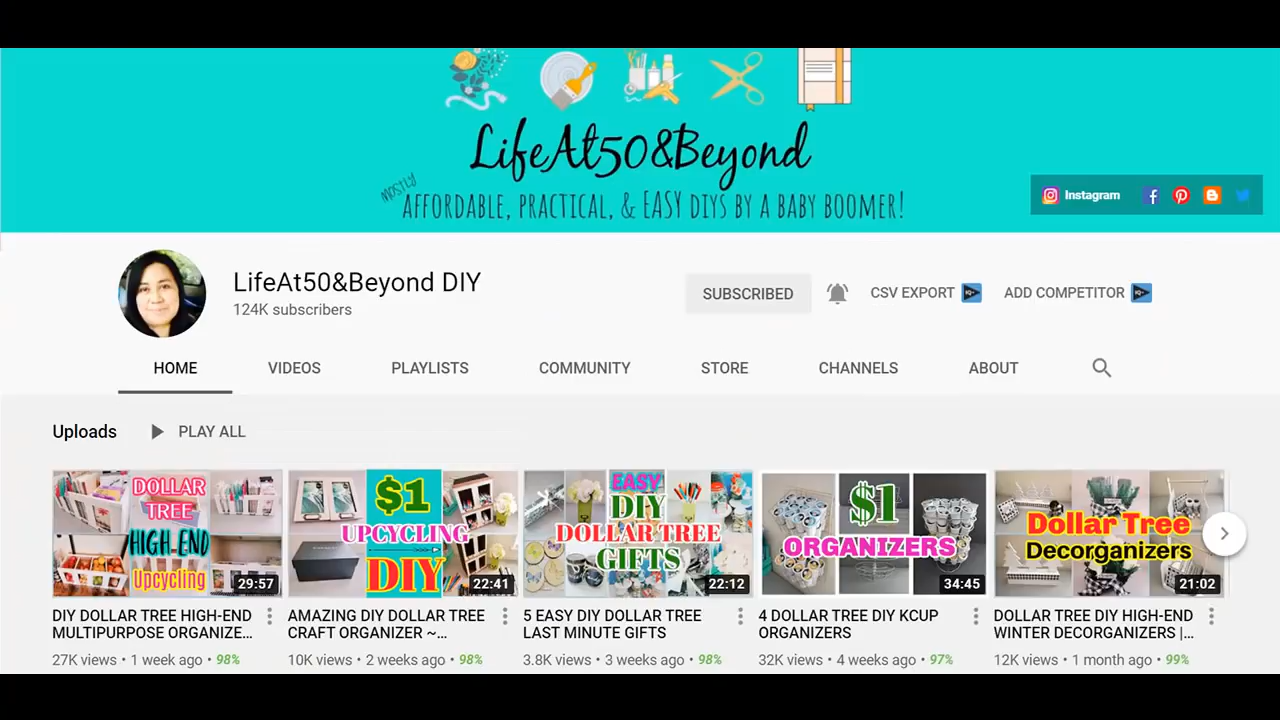 LifeAt50&Beyond
MOSTLY
AFFORDABLE, PRACTICAL, & EASY DIYS BY A BABY BOOMER!
Instagram
LifeAt50&Beyond DIY
124K subscribers
SUBSCRIBED
CSV EXPORT
ADD COMPETITOR
HOME VIDEOS PLAYLISTS COMMUNITY STORE CHANNELS ABOUT
Uploads
PLAY ALL
DOLLAR
TREE
HIGH-END
Upcycling
29:57
DIY DOLLAR TREE HIGH-END
MULTIPURPOSE ORGANIZE...
27K views • 1 week ago • 98%
$1
UPCYCLING
DIY
22:41
AMAZING DIY DOLLAR TREE
CRAFT ORGANIZER ~...
10K views • 2 weeks ago • 98%
EASY
DIY
DOLLAR TREE
GIFTS
22:12
5 EASY DIY DOLLAR TREE
LAST MINUTE GIFTS
3.8K views • 3 weeks ago • 98%
$1
ORGANIZERS
34:45
4 DOLLAR TREE DIY KCUP
ORGANIZERS
32K views • 4 weeks ago • 97%
Dollar Tree
Decorganizers
21:02
DOLLAR TREE DIY HIGH-END
WINTER DECORGANIZERS |...
12K views • 1 month ago • 99%